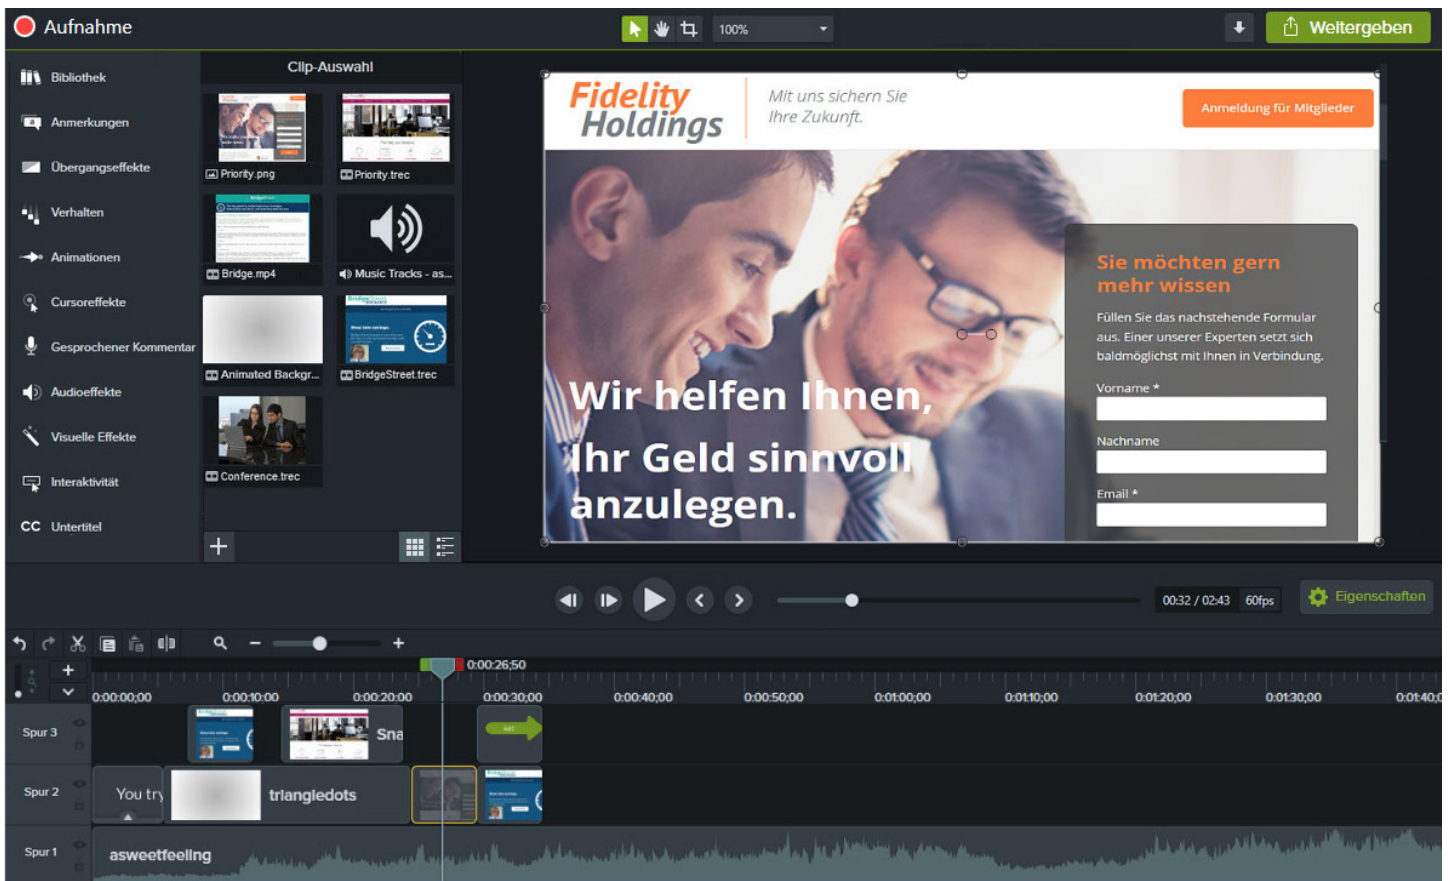 Aufnahme
100%
Weitergeben
Bibliothek
Anmerkungen
Übergangseffekte
Verhalten
Animationen
Cursoreffekte
Gesprochener Kommentar
Audioeffekte
Visuelle Effekte
Interaktivität
CC Untertitel
Clip-Auswahl
Priority.png
Priority.trec
Bridge.mp4
Music Tracks - as...
Animated Backgr...
BridgeStreet.trec
Conference.trec
Fidelity
Holdings
Mit uns sichern Sie
Ihre Zukunft.
Anmeldung für Mitglieder
Wir helfen Ihnen,
Ihr Geld sinnvoll
anzulegen.
Sie möchten gern
mehr wissen
Füllen Sie das nachstehende Formular
aus. Einer unserer Experten setzt sich
baldmöglichst mit Ihnen in Verbindung.
Vorname *
Nachname
Email *
00:32 / 02:43 60fps
Eigenschaften
0:00:26;50
0:00:00;00 0:00:10;00 0:00:20;00 0:00:30;00 0:00:40;00 0:00:50;00 0:01:00;00 0:01:10;00 0:01:20;00 0:01:30;00 0:01:40;0
Spur 3
Sna
Spur 2
You try
triangledots
Spur 1
asweetfeeling